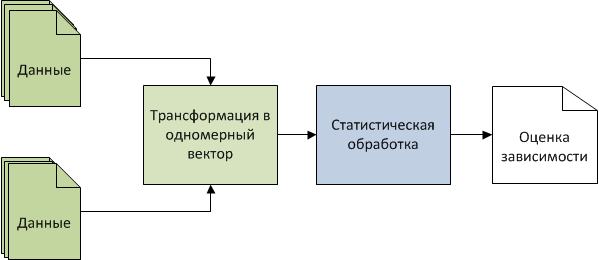 Данные
Трансформация в
одномерный
вектор
Статистическая
обработка
Оценка
зависимости
Данные